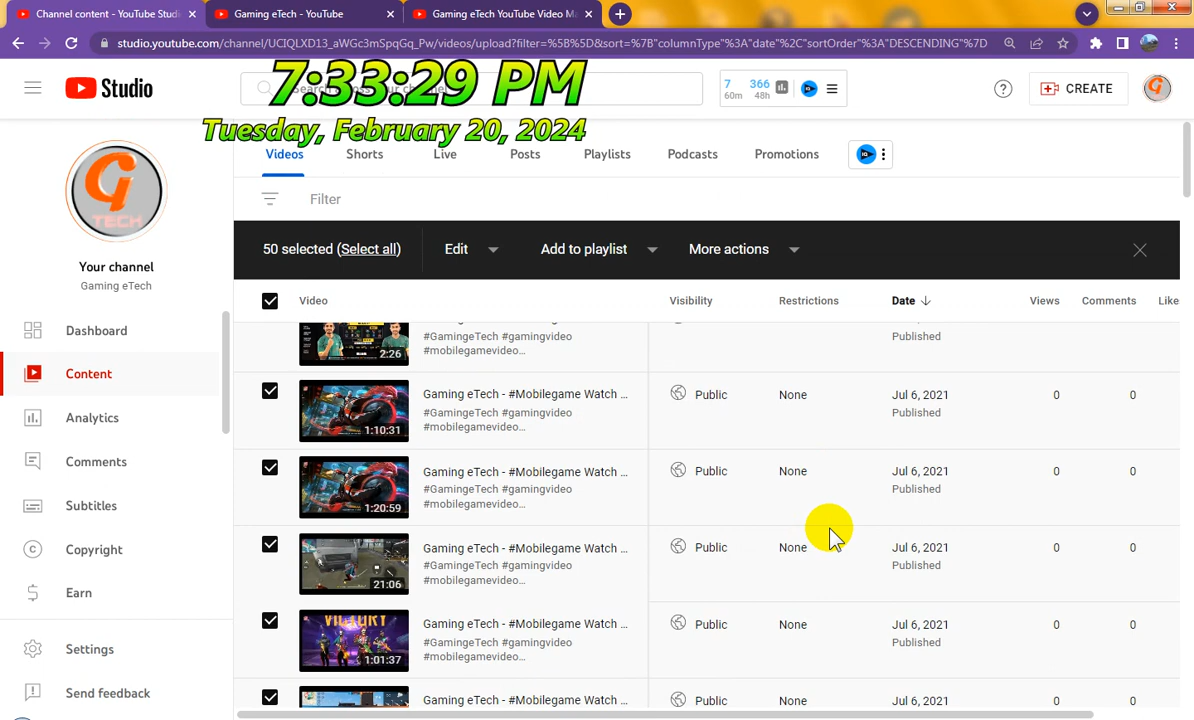 Channel content - YouTube Studi
Gaming eTech - YouTube
Gaming eTech YouTube Video Ma
studio.youtube.com/channel/UCIQLXD13_aWGc3mSpqGq_Pw/videos/upload?filter=%5B%5D&sort=%7B"columnType"%3A"date"%2C"sortOrder"%3A"DESCENDING"%7D
Studio
7:33:29 PM
Tuesday, February 20, 2024
7
60m
366
48h
CREATE
G
TECH
Your channel
Gaming eTech
Dashboard
Content
Analytics
Comments
Subtitles
Copyright
Earn
Settings
Send feedback
Videos Shorts Live Posts Playlists Podcasts Promotions
Filter
50 selected (Select all) Edit Add to playlist More actions
Video Visibility Restrictions Date Views Comments Like
2:26
#GamingeTech #gamingvideo
#mobilegamevideo...
Published
1:10:31
Gaming eTech - #Mobilegame Watch ...
#GamingeTech #gamingvideo
#mobilegamevideo...
Public None Jul 6, 2021 0 0
Published
1:20:59
Gaming eTech - #Mobilegame Watch ...
#GamingeTech #gamingvideo
#mobilegamevideo...
Public None Jul 6, 2021 0 0
Published
21:06
Gaming eTech - #Mobilegame Watch ...
#GamingeTech #gamingvideo
#mobilegamevideo...
Public None Jul 6, 2021 0 0
Published
VICTORY
1:01:37
Gaming eTech - #Mobilegame Watch ...
#GamingeTech #gamingvideo
#mobilegamevideo...
Public None Jul 6, 2021 0 0
Published
Gaming eTech - #Mobilegame Watch ...
Public None Jul 6, 2021 0 0